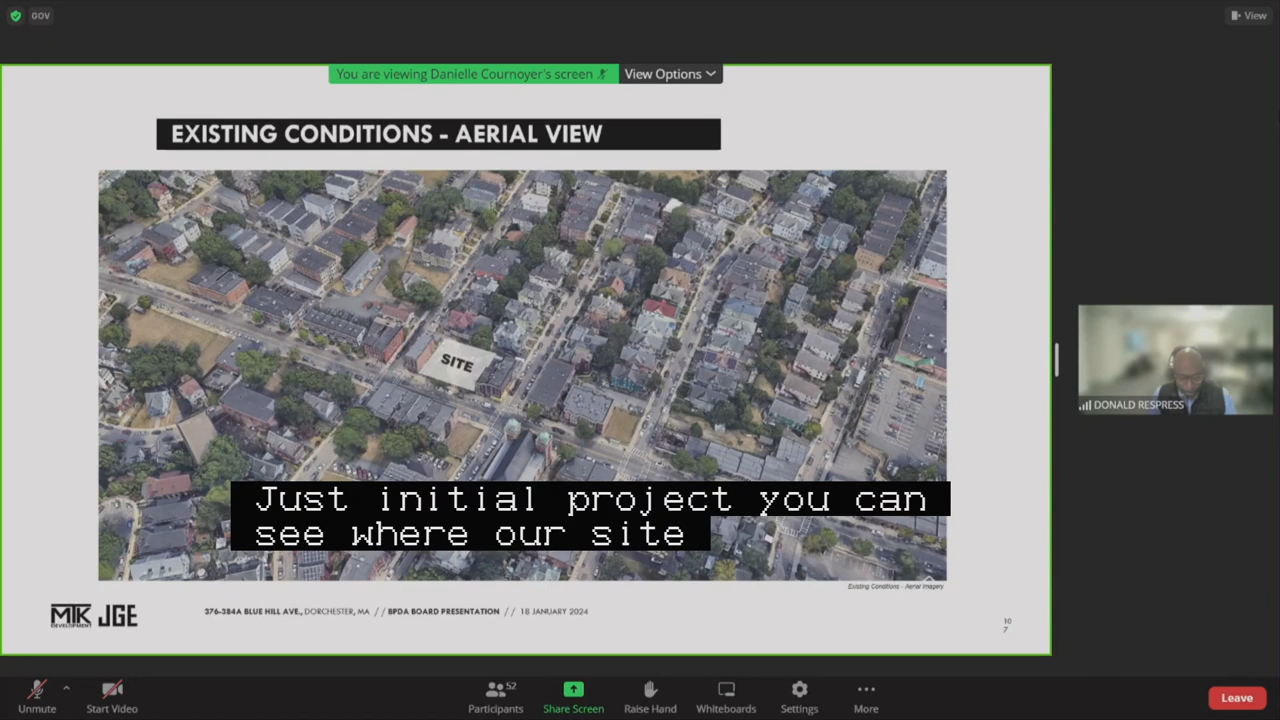 GOV
View
You are viewing Danielle Cournoyer's screen
View Options
EXISTING CONDITIONS - AERIAL VIEW
SITE
DONALD RESPRESS
Just initial project you can
see where our site
Existing Conditions - Aerial Imagery
MTK
DEVELOPMENT
JGE
376-384A BLUE HILL AVE., DORCHESTER, MA // BPDA BOARD PRESENTATION // 18 JANUARY 2024
10
7
Unmute
Start Video
52
Participants
Share Screen
Raise Hand
Whiteboards
Settings
More
Leave